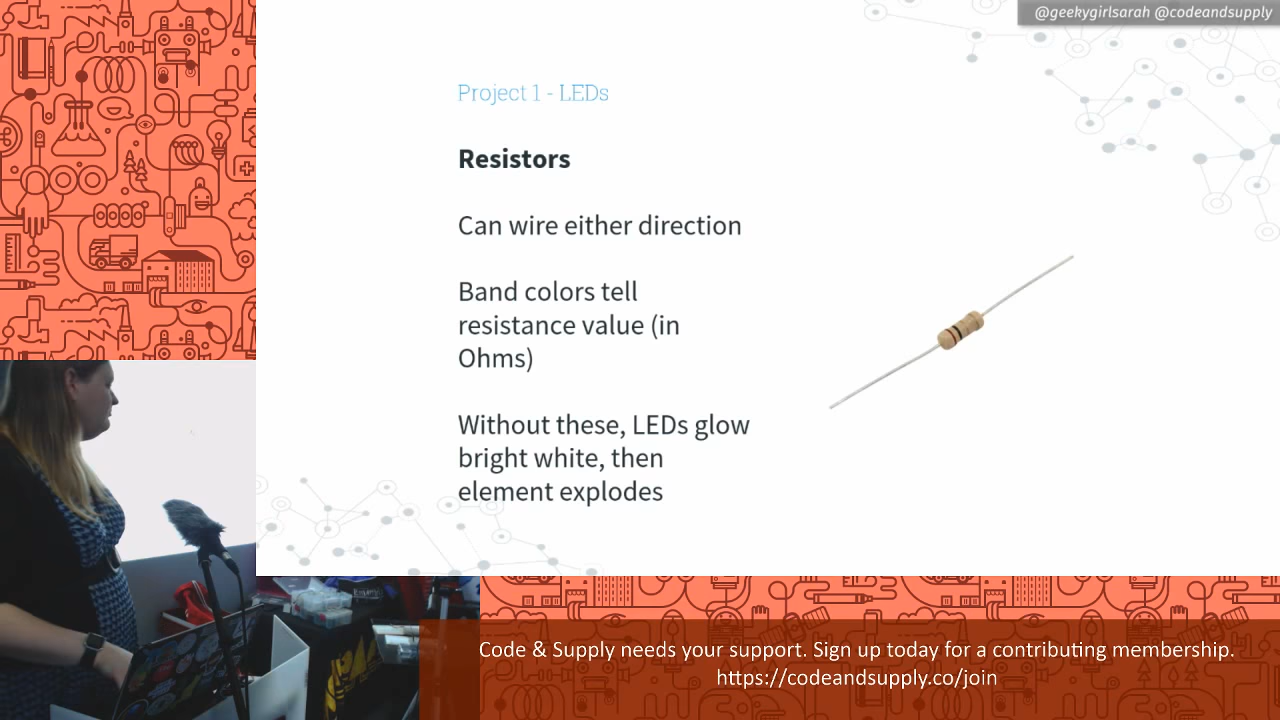 @geekygirlsarah @codeandsupply
Project 1 - LEDs
Resistors
Can wire either direction
Band colors tell
resistance value (in
Ohms)
Without these, LEDs glow
bright white, then
element explodes
Code & Supply needs your support. Sign up today for a contributing membership.
https://codeandsupply.co/join